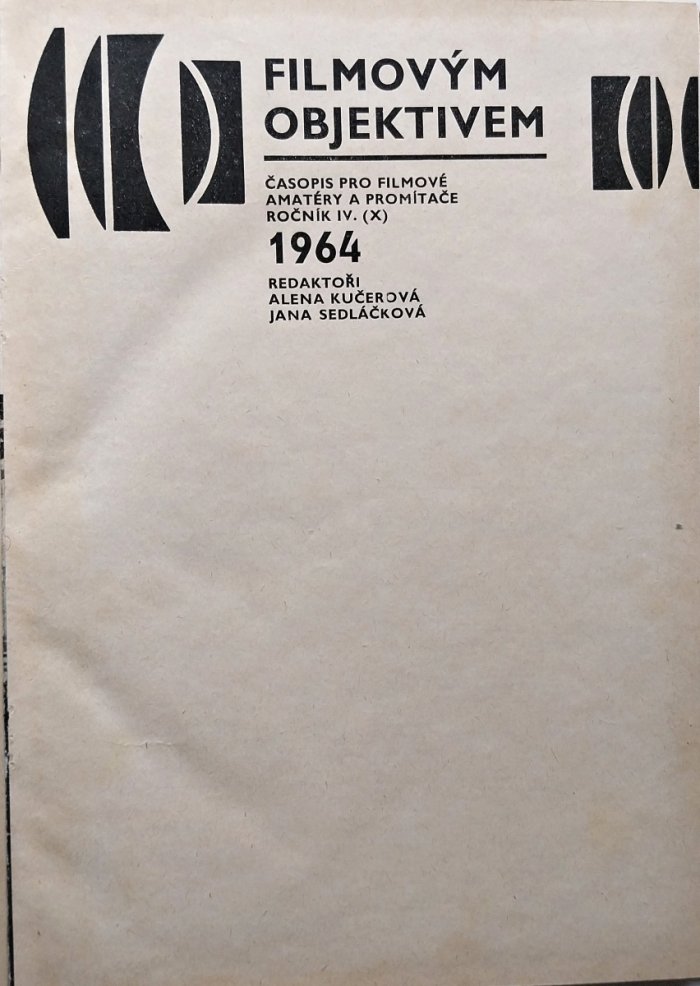 FILMOVÝM
OBJEKTIVEM
ČASOPIS PRO FILMOVÉ
AMATÉRY A PROMÍTAČE
ROČNÍK IV. (X)
1964
REDAKTOŘI
ALENA KUČEROVÁ
JANA SEDLÁČKOVÁ